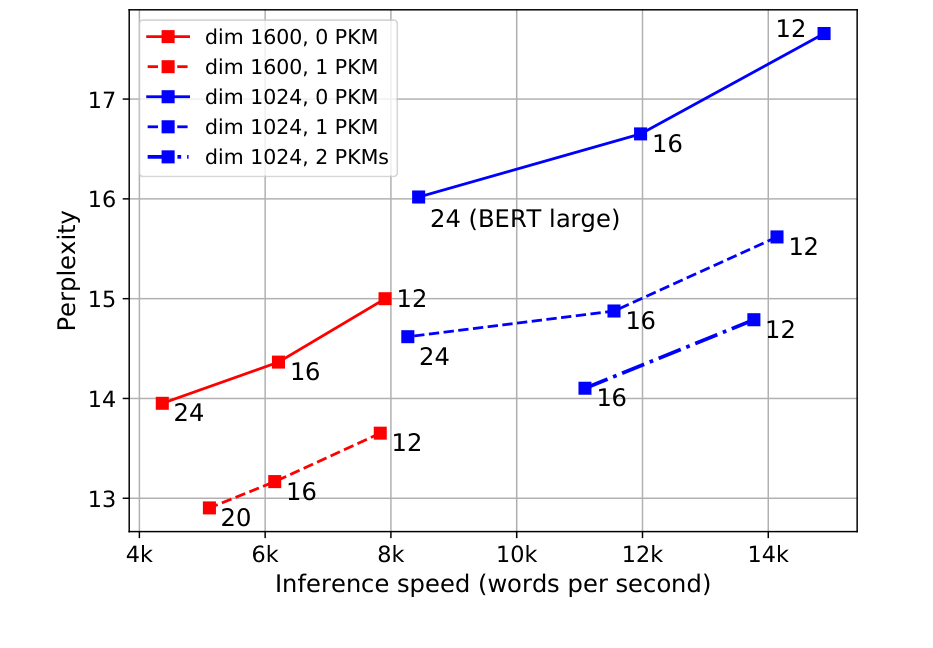 dim 1600, 0 PKM
dim 1600, 1 PKM
dim 1024, 0 PKM
dim 1024, 1 PKM
dim 1024, 2 PKMs
12
17
16
16
24 (BERT large)
12
Perplexity
15
12
16
12
24
16
14
24
16
12
13
16
20
4k 6k 8k 10k 12k 14k
Inference speed (words per second)